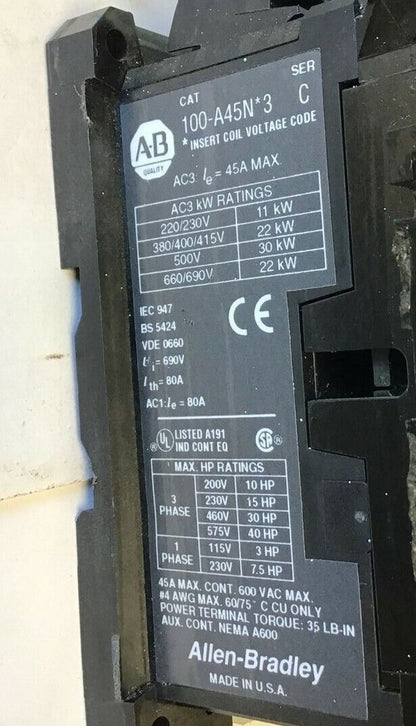 CAT SER
100-A45N*3 C
* INSERT COIL VOLTAGE CODE
A-B
QUALITY
AC3: Ie = 45A MAX.
AC3 kW RATINGS
220/230V 11 kW
380/400/415V 22 kW
500V 30 kW
660/690V 22 kW
IEC 947
BS 5424
VDE 0660
CE
Ui = 690V
Ith = 80A
AC1: Ie = 80A
UL ® LISTED A191 SA ®
IND CONT EQ
MAX. HP RATINGS
3 PHASE 200V 10 HP
230V 15 HP
460V 30 HP
575V 40 HP
1 PHASE 115V 3 HP
230V 7.5 HP
45A MAX. CONT. 600 VAC MAX.
#4 AWG MAX. 60/75° C CU ONLY
POWER TERMINAL TORQUE: 35 LB-IN
AUX. CONT. NEMA A600
Allen-Bradley
MADE IN U.S.A.